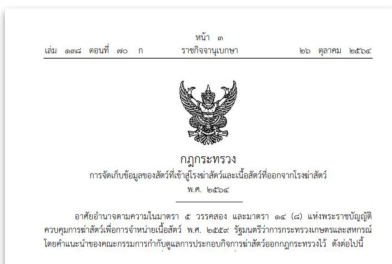 หน้า ๓
เล่ม ๑๓๘ ตอนที่ ๗๐ ก ราชกิจจานุเบกษา ๒๖ ตุลาคม ๒๕๖๔
กฎกระทรวง
การจัดเก็บข้อมูลของสัตว์ที่เข้าสู่โรงฆ่าสัตว์และเนื้อสัตว์ที่ออกจากโรงฆ่าสัตว์
พ.ศ. ๒๕๖๔
อาศัยอำนาจตามความในมาตรา ๕ วรรคสอง และมาตรา ๑๔ (๘) แห่งพระราชบัญญัติ
ควบคุมการฆ่าสัตว์เพื่อการจำหน่ายเนื้อสัตว์ พ.ศ. ๒๕๕๙ รัฐมนตรีว่าการกระทรวงเกษตรและสหกรณ์
โดยคำแนะนำของคณะกรรมการกำกับดูแลการประกอบกิจการฆ่าสัตว์ออกกฎกระทรวงไว้ ดังต่อไปนี้